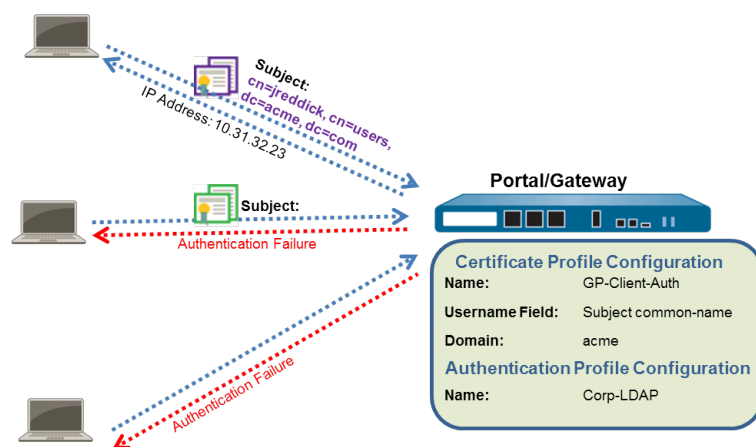 Subject:
cn=jreddick, cn=users,
dc=acme, dc=com
IP Address: 10.31.32.23
Portal/Gateway
Subject:
Authentication Failure
Certificate Profile Configuration
Name: GP-Client-Auth
Username Field: Subject common-name
Domain: acme
Authentication Profile Configuration
Name: Corp-LDAP
Authentication Failure